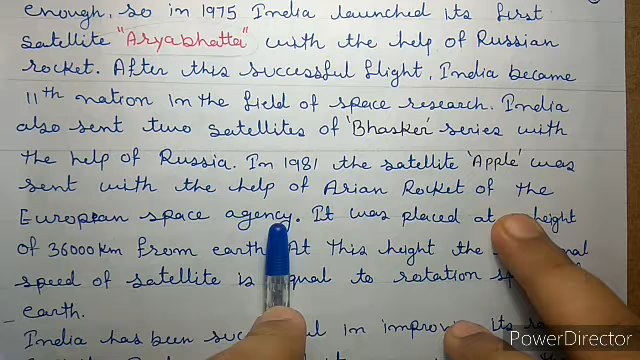 enough, so in 1975 India launched its first
satellite "Aryabhatta" with the help of Russian
rocket. After this successful flight, India became
11th nation in the field of space research. India
also sent two satellites of 'Bhasker' series with
the help of Russia. In 1981 the satellite 'Apple' was
sent with the help of Arian Rocket of the
European space agency. It was placed at height
of 36000 km from earth. At this height the
speed of satellite is equal to rotation
earth.
India has been in its
PowerDirector